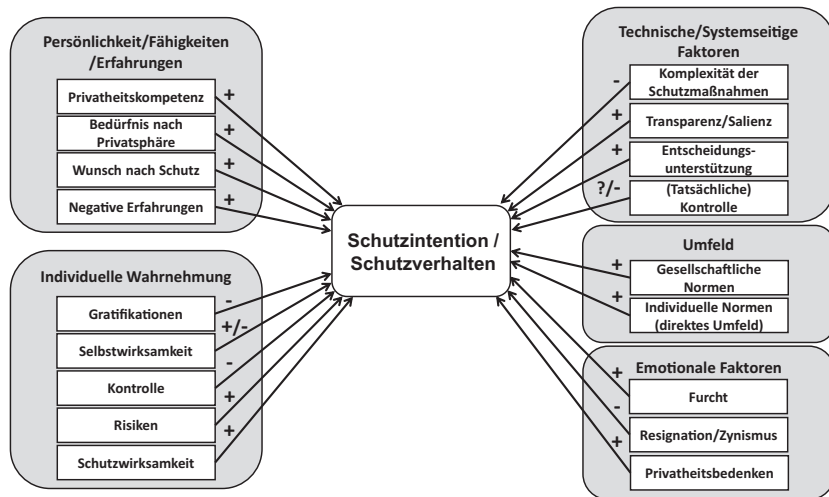 Persönlichkeit/Fähigkeiten
/Erfahrungen
Privatheitskompetenz
+
Bedürfnis nach
Privatsphäre
+
Wunsch nach Schutz
+
Negative Erfahrungen
+
Individuelle Wahrnehmung
Gratifikationen
-
Selbstwirksamkeit
+/-
Kontrolle
-
Risiken
+
Schutzwirksamkeit
+
Schutzintention /
Schutzverhalten
Technische/Systemseitige
Faktoren
-
Komplexität der
Schutzmaßnahmen
+
Transparenz/Salienz
+
Entscheidungs-
unterstützung
?/-
(Tatsächliche)
Kontrolle
Umfeld
+
Gesellschaftliche
Normen
+
Individuelle Normen
(direktes Umfeld)
Emotionale Faktoren
+
Furcht
-
Resignation/Zynismus
+
Privatheitsbedenken